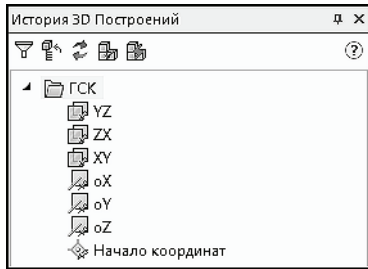 История 3D Построений
ГСК
YZ
ZX
XY
oX
oY
oZ
Начало координат